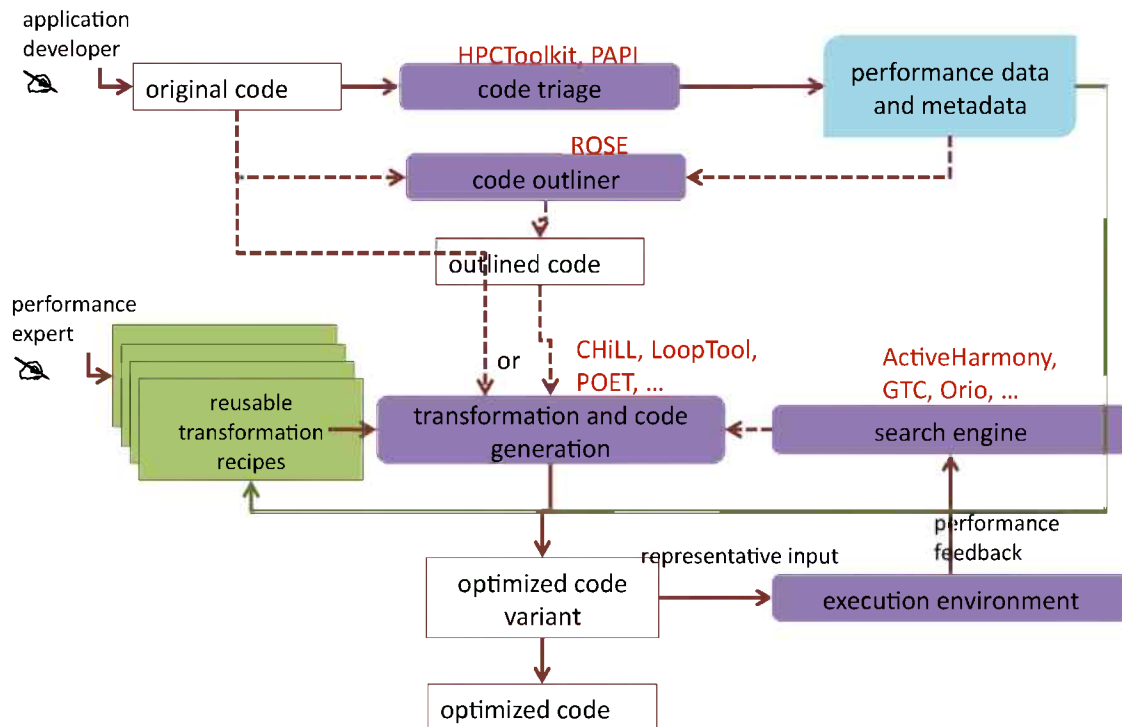 application
developer
HPCToolkit, PAPI
original code
code triage
performance data
and metadata
ROSE
code outliner
outlined code
performance
expert
or
CHiLL, LoopTool,
POET, ...
ActiveHarmony,
GTC, Orio, ...
reusable
transformation
recipes
transformation and code
generation
search engine
performance
feedback
representative input
optimized code
variant
execution environment
optimized code